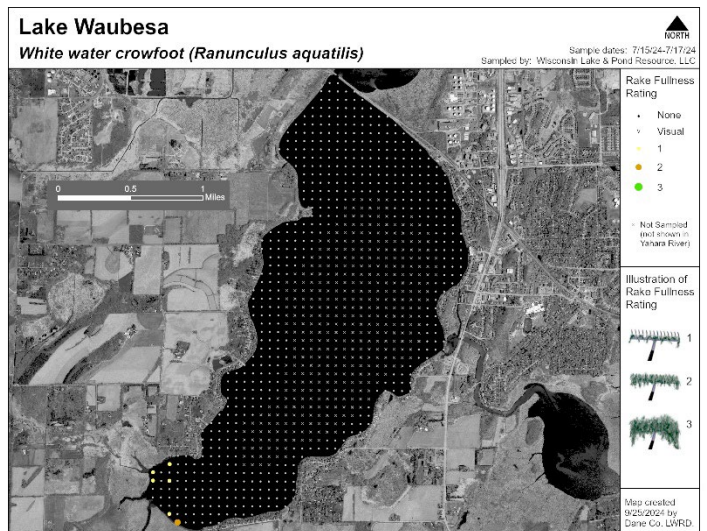 Lake Waubesa
White water crowfoot (Ranunculus aquatilis)
NORTH
Sample dates: 7/15/24-7/17/24
Sampled by: Wisconsin Lake & Pond Resource, LLC
0 0.5 1
Miles
Rake Fullness
Rating
None
Visual
1
2
3
Not Sampled
(not shown in
Yahara River)
Illustration of
Rake Fullness
Rating
1
2
3
Map created
9/25/2024 by
Dane Co. LWRD.